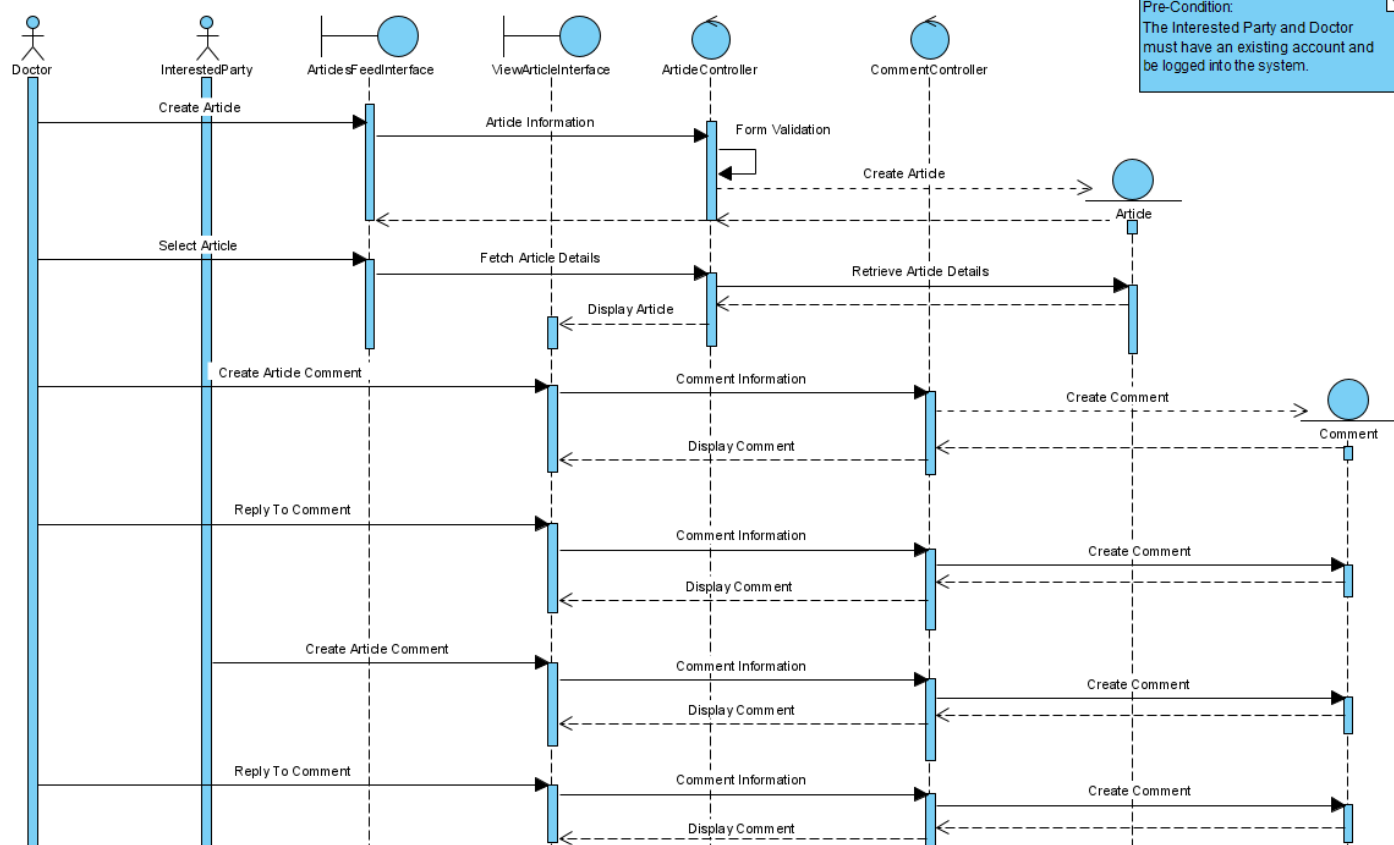 Pre-Condition:
The Interested Party and Doctor
must have an existing account and
be logged into the system.
Doctor
InterestedParty
ArticlesFeedInterface
ViewArticleInterface
ArticleController
CommentController
Create Article
Article Information
Form Validation
Create Article
Article
Select Article
Fetch Article Details
Retrieve Article Details
Display Article
Create Article Comment
Comment Information
Create Comment
Comment
Display Comment
Reply To Comment
Comment Information
Create Comment
Display Comment
Create Article Comment
Comment Information
Create Comment
Display Comment
Reply To Comment
Comment Information
Create Comment
Display Comment